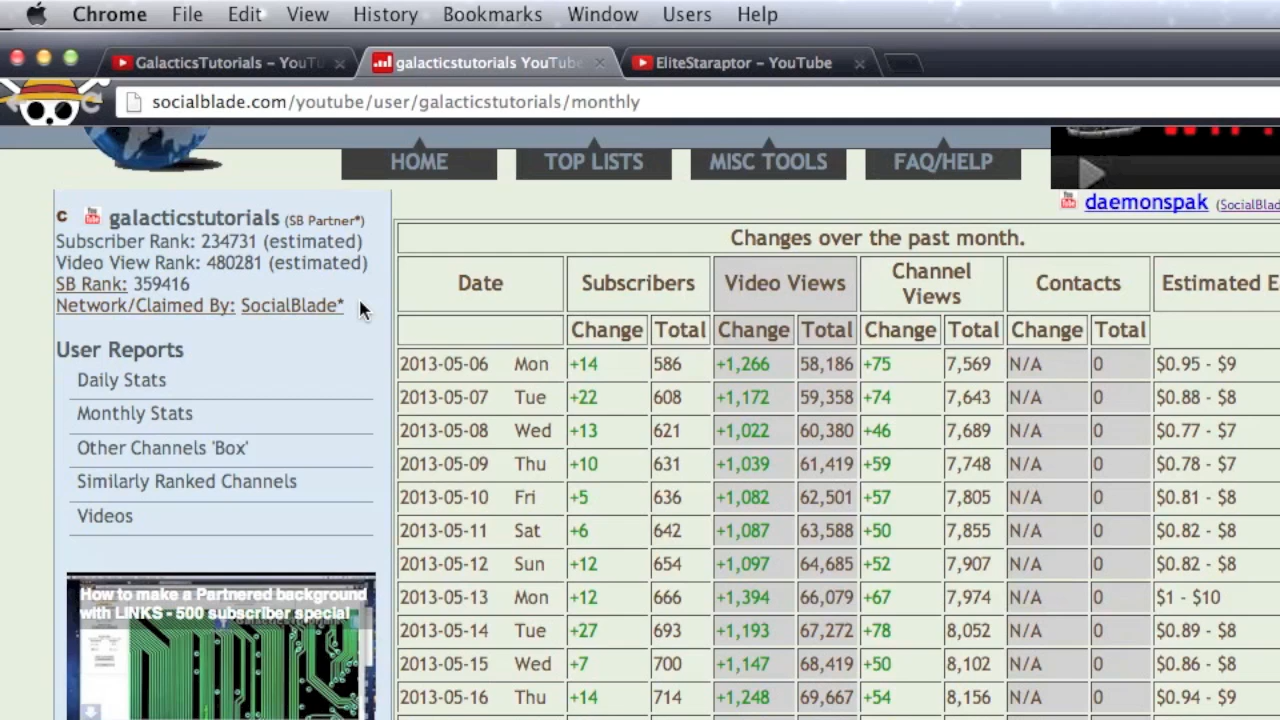 Chrome File Edit View History Bookmarks Window Users Help
GalacticsTutorials – YouTu galacticstutorials YouTube EliteStaraptor – YouTube
socialblade.com/youtube/user/galacticstutorials/monthly
HOME TOP LISTS MISC TOOLS FAQ/HELP
daemonspak (SocialBlad
c galacticstutorials (SB Partner*)
Subscriber Rank: 234731 (estimated)
Video View Rank: 480281 (estimated)
SB Rank: 359416
Network/Claimed By: SocialBlade*
User Reports
Daily Stats
Monthly Stats
Other Channels 'Box'
Similarly Ranked Channels
Videos
How to make a Partnered background
with LINKS - 500 subscriber special
Changes over the past month.
Date Subscribers Video Views Channel Views Contacts Estimated E
Change Total Change Total Change Total Change Total
2013-05-06 Mon +14 586 +1,266 58,186 +75 7,569 N/A 0 $0.95 - $9
2013-05-07 Tue +22 608 +1,172 59,358 +74 7,643 N/A 0 $0.88 - $8
2013-05-08 Wed +13 621 +1,022 60,380 +46 7,689 N/A 0 $0.77 - $7
2013-05-09 Thu +10 631 +1,039 61,419 +59 7,748 N/A 0 $0.78 - $7
2013-05-10 Fri +5 636 +1,082 62,501 +57 7,805 N/A 0 $0.81 - $8
2013-05-11 Sat +6 642 +1,087 63,588 +50 7,855 N/A 0 $0.82 - $8
2013-05-12 Sun +12 654 +1,097 64,685 +52 7,907 N/A 0 $0.82 - $8
2013-05-13 Mon +12 666 +1,394 66,079 +67 7,974 N/A 0 $1 - $10
2013-05-14 Tue +27 693 +1,193 67,272 +78 8,052 N/A 0 $0.89 - $8
2013-05-15 Wed +7 700 +1,147 68,419 +50 8,102 N/A 0 $0.86 - $8
2013-05-16 Thu +14 714 +1,248 69,667 +54 8,156 N/A 0 $0.94 - $9